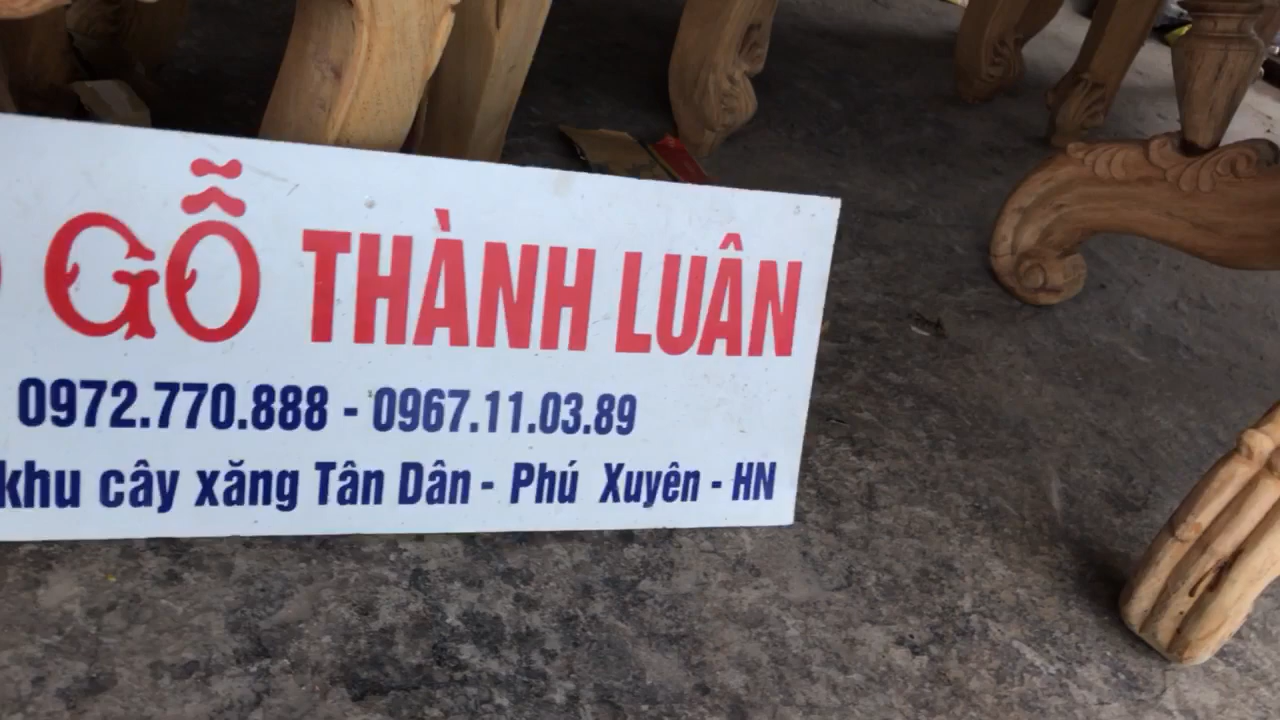 GỖ THÀNH LUÂN
0972.770.888 - 0967.11.03.89
khu cây xăng Tân Dân - Phú Xuyên - HN